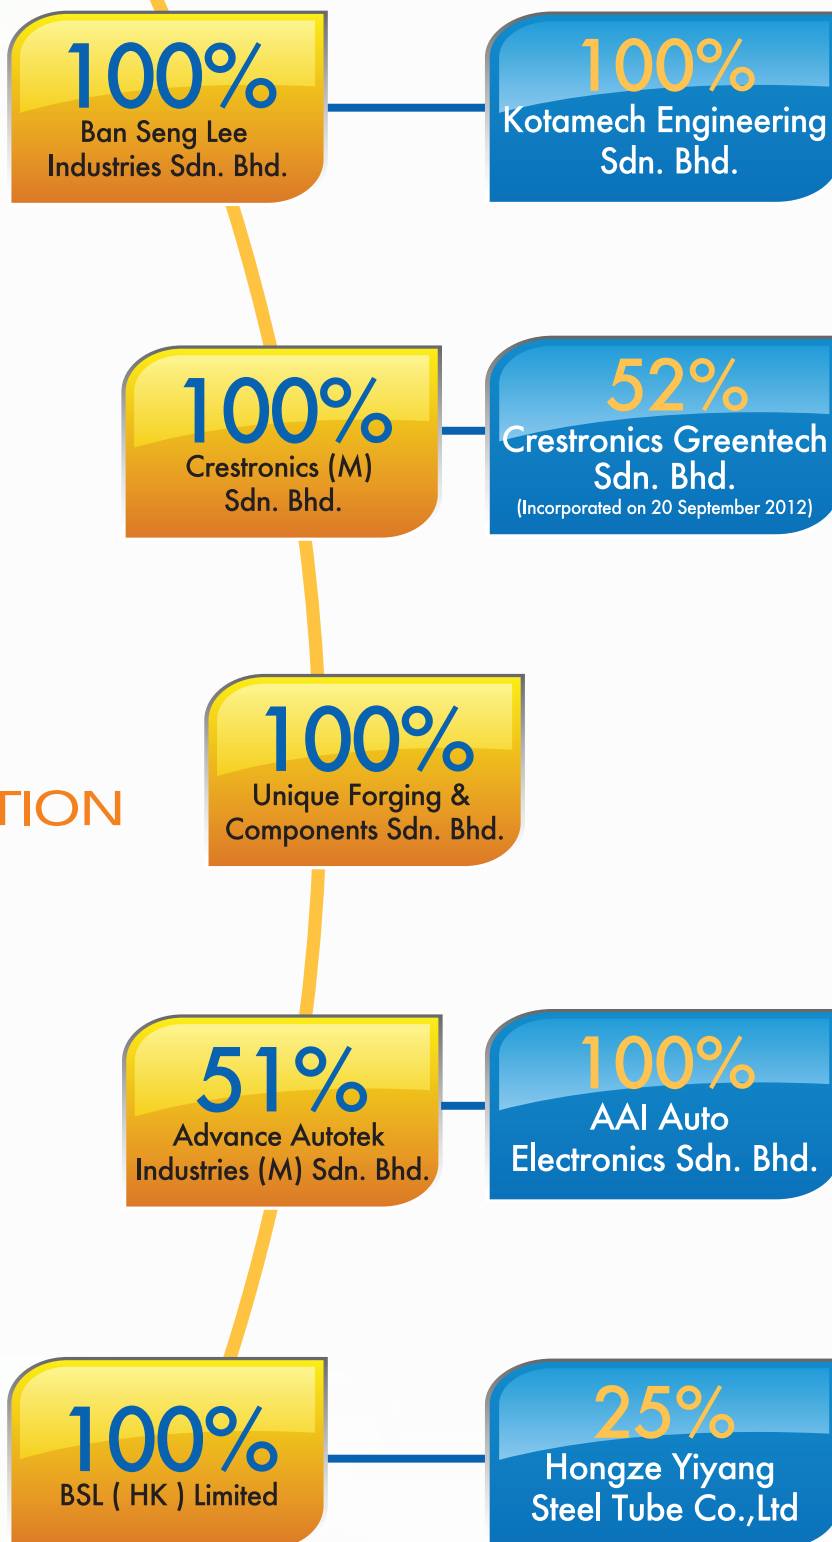 100%
Ban Seng Lee
Industries Sdn. Bhd.
100%
Kotamech Engineering
Sdn. Bhd.
100%
Crestronics (M)
Sdn. Bhd.
52%
Crestronics Greentech
Sdn. Bhd.
(Incorporated on 20 September 2012)
100%
Unique Forging &
Components Sdn. Bhd.
TION
51%
Advance Autotek
Industries (M) Sdn. Bhd.
100%
AAI Auto
Electronics Sdn. Bhd.
100%
BSL ( HK ) Limited
25%
Hongze Yiyang
Steel Tube Co.,Ltd